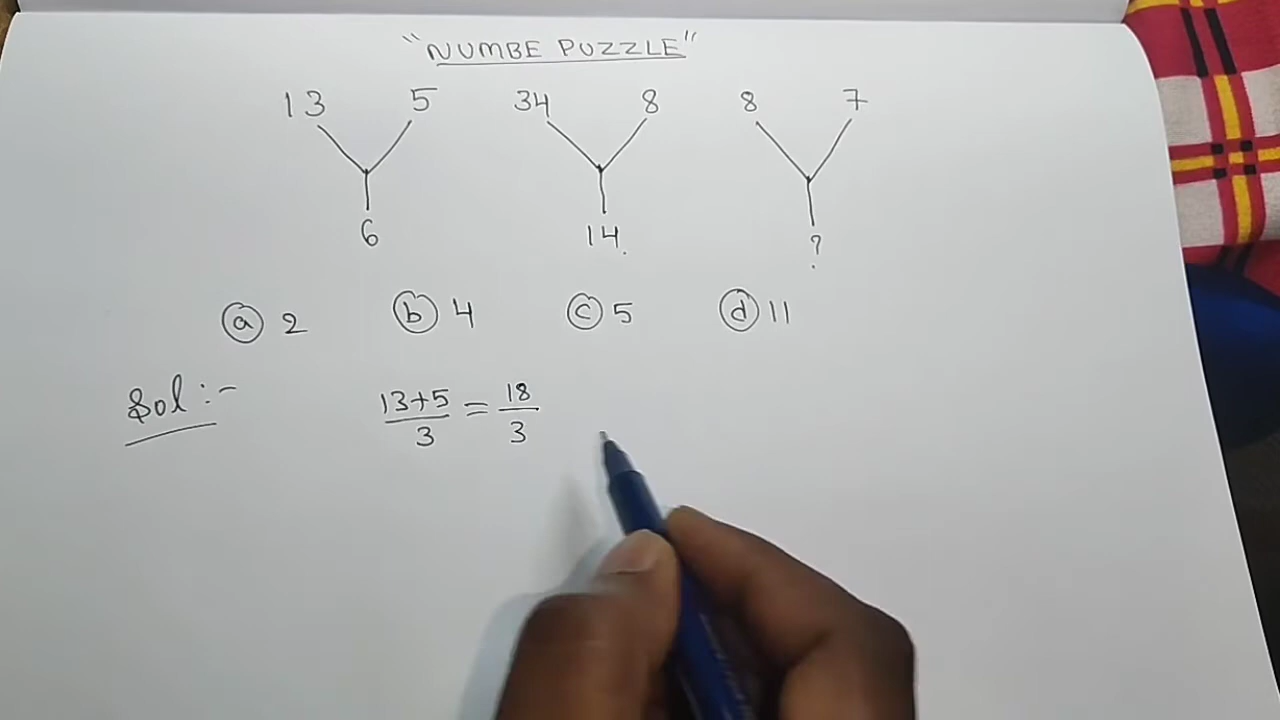 "NUMBE PUZZLE"
13 5 34 8 8 7
6 14. ?
ⓐ 2 ⓑ 4 ⓒ 5 ⓓ 11
Sol :- 13+5/3 = 18/3